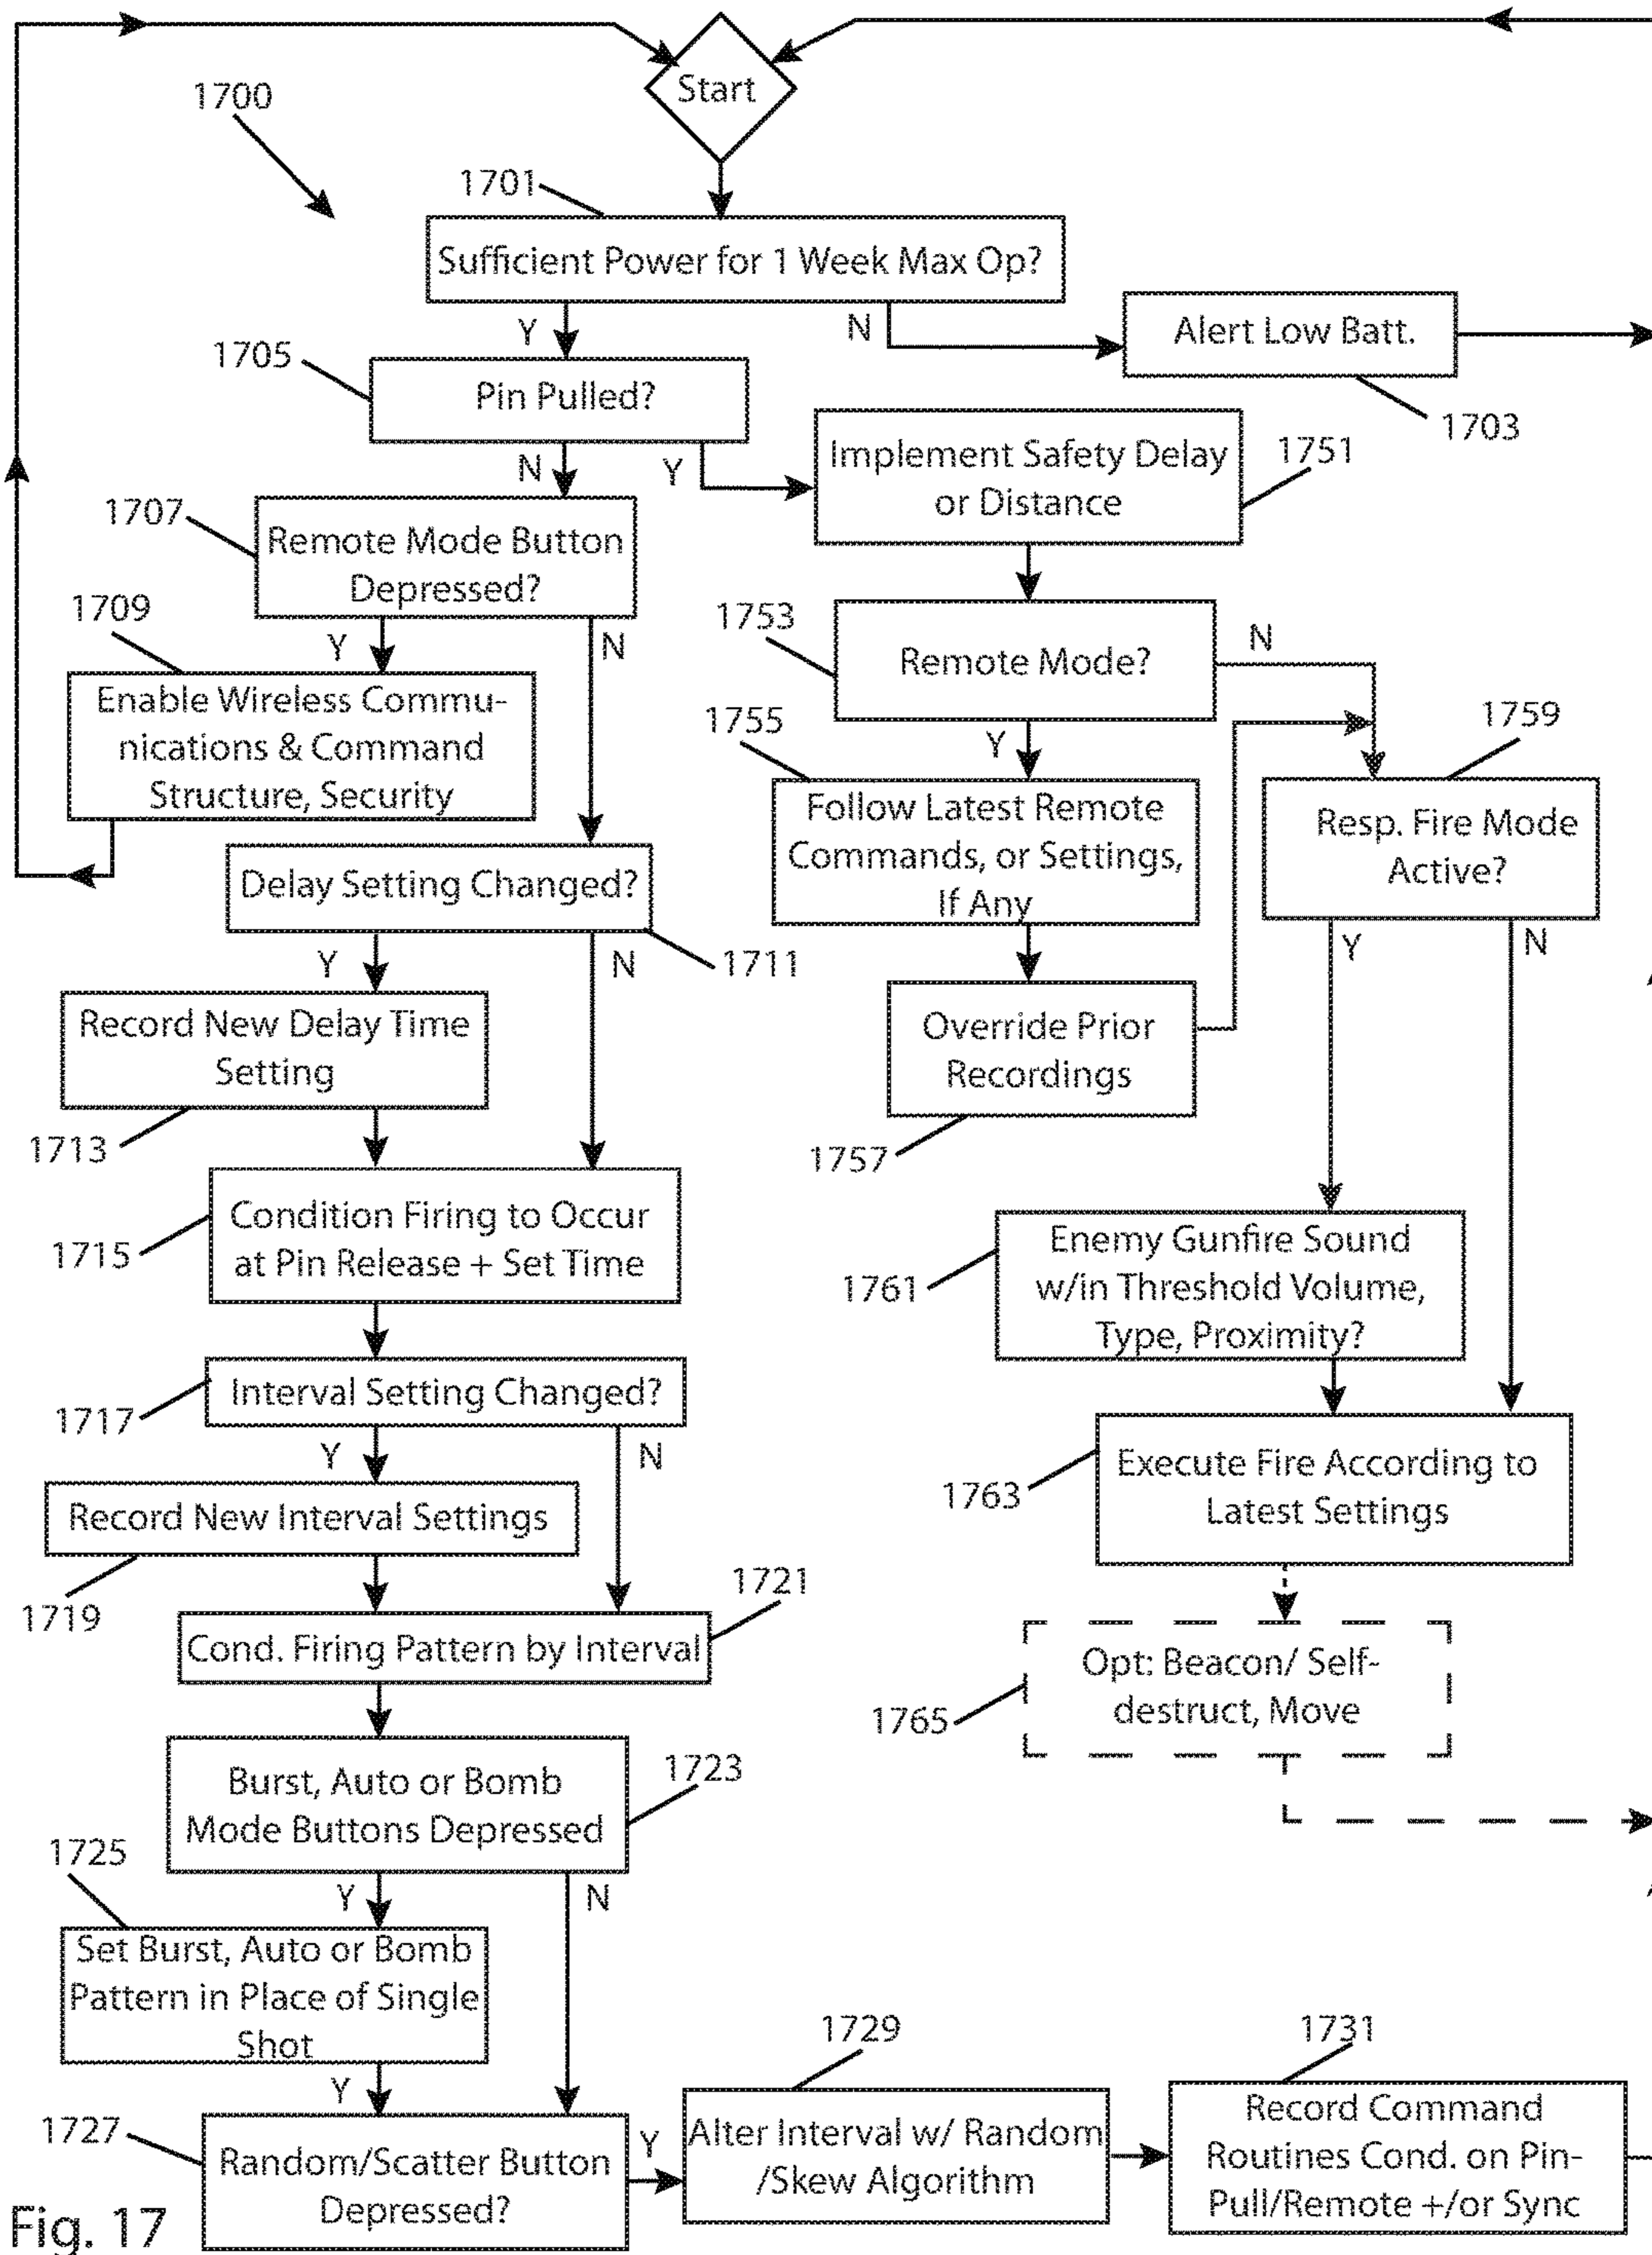 Start
1700
1701
Sufficient Power for 1 Week Max Op?
Y
N
Alert Low Batt.
1703
1705
Pin Pulled?
N
Y
Implement Safety Delay
or Distance
1751
1707
Remote Mode Button
Depressed?
Y
N
1709
Enable Wireless Commu-
nications & Command
Structure, Security
1753
Remote Mode?
N
Y
1755
Follow Latest Remote
Commands, or Settings,
If Any
1759
Resp. Fire Mode
Active?
Y
N
Delay Setting Changed?
1711
Y
N
Override Prior
Recordings
1757
Record New Delay Time
Setting
1713
1715
Condition Firing to Occur
at Pin Release + Set Time
1761
Enemy Gunfire Sound
w/in Threshold Volume,
Type, Proximity?
1717
Interval Setting Changed?
Y
N
1763
Execute Fire According to
Latest Settings
Record New Interval Settings
1719
1721
Cond. Firing Pattern by Interval
1765
Opt: Beacon/ Self-
destruct, Move
1723
Burst, Auto or Bomb
Mode Buttons Depressed
1725
Y
N
Set Burst, Auto or Bomb
Pattern in Place of Single
Shot
Y
1727
Random/Scatter Button
Depressed?
Y
1729
Alter Interval w/ Random
/Skew Algorithm
1731
Record Command
Routines Cond. on Pin-
Pull/Remote +/or Sync
Fig. 17